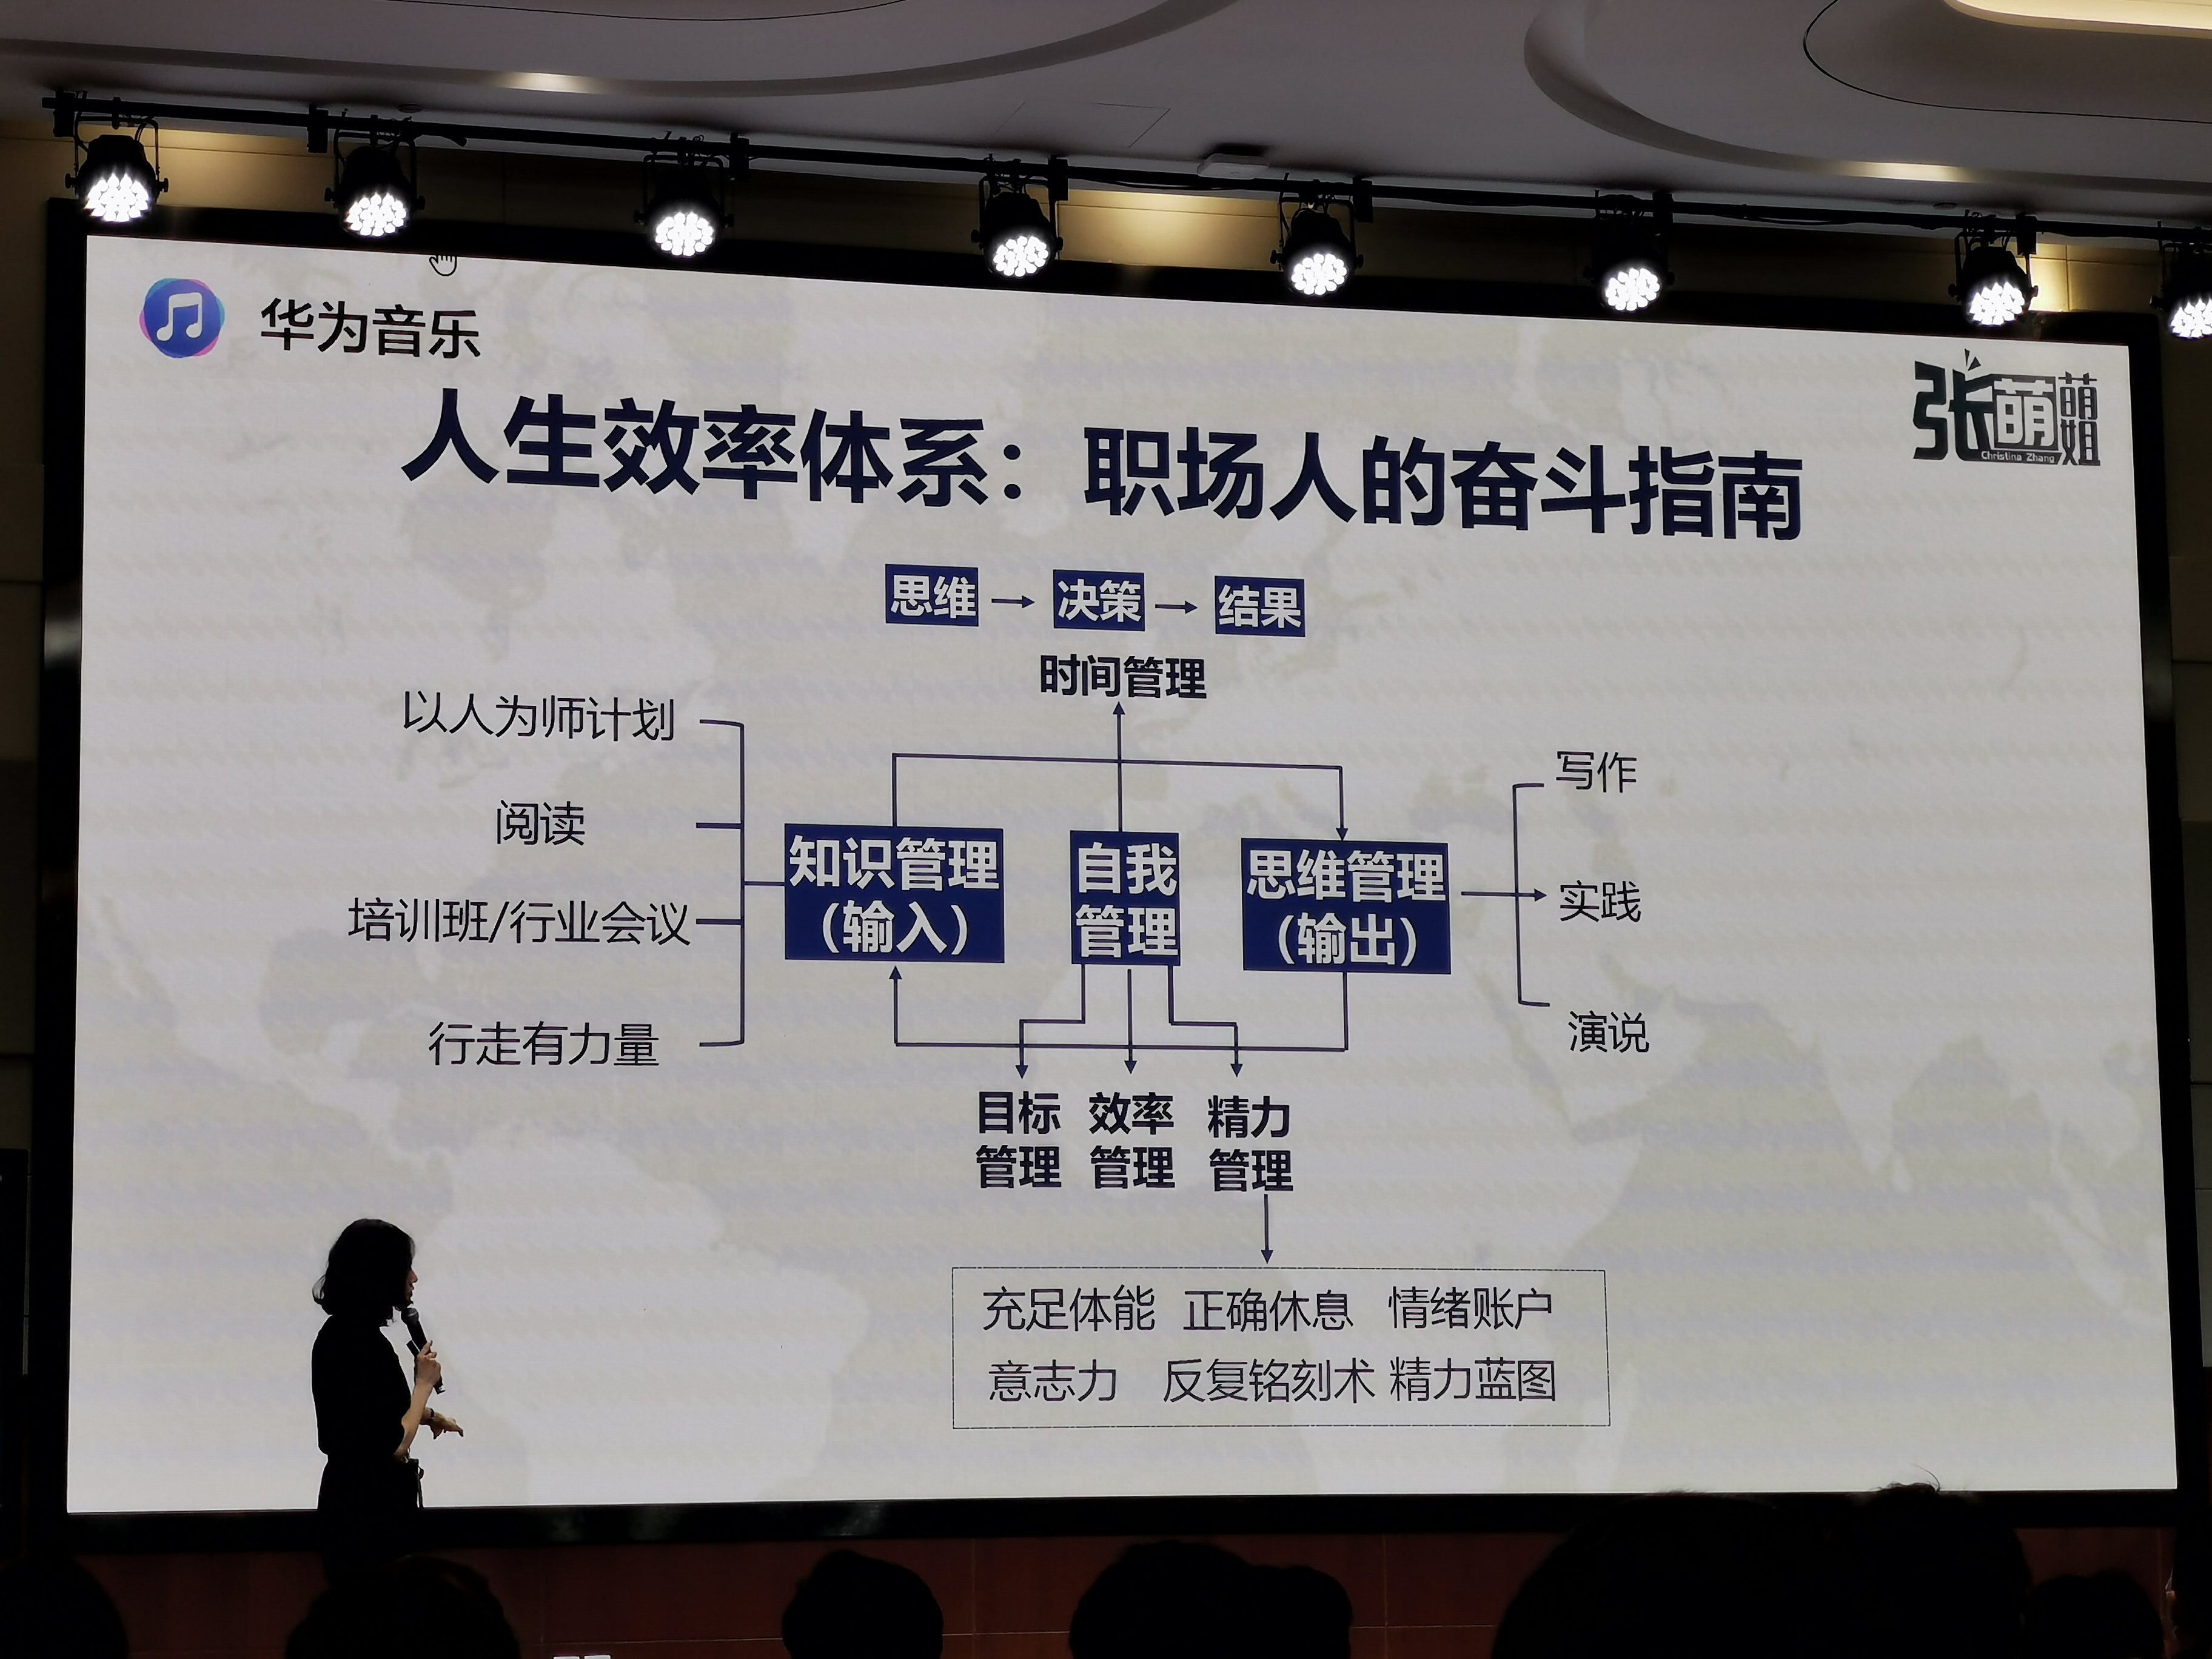 华为音乐
张萌萌姐
Christina Zhang
人生效率体系：职场人的奋斗指南
思维 决策 结果
时间管理
以人为师计划
阅读
培训班/行业会议
行走有力量
知识管理
（输入）
自我
管理
思维管理
（输出）
写作
实践
演说
目标
管理
效率
管理
精力
管理
充足体能 正确休息 情绪账户
意志力 反复铭刻术 精力蓝图